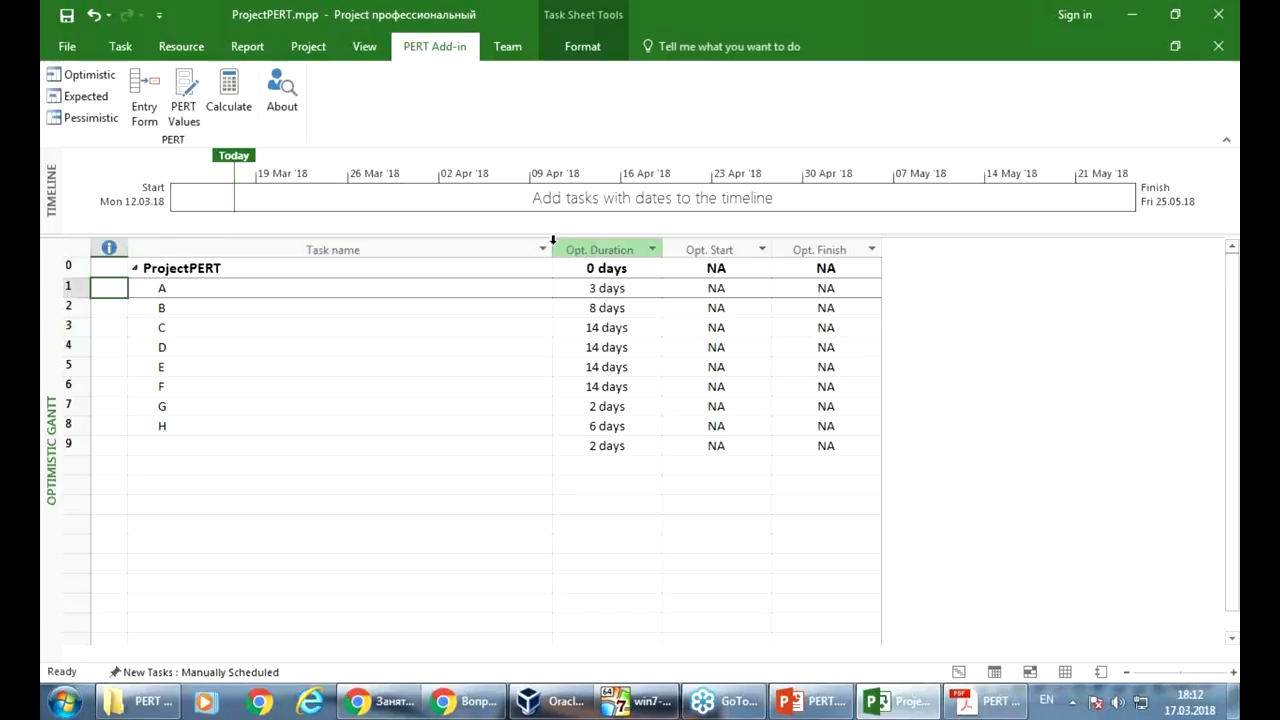 ProjectPERT.mpp - Project профессиональный
Task Sheet Tools
Sign in
File Task Resource Report Project View PERT Add-in Team Format Tell me what you want to do
Optimistic
Expected
Pessimistic
Entry Form
PERT Values
Calculate
About
PERT
TIMELINE
Today
19 Mar '18 26 Mar '18 02 Apr '18 09 Apr '18 16 Apr '18 23 Apr '18 30 Apr '18 07 May '18 14 May '18 21 May '18
Start
Mon 12.03.18
Add tasks with dates to the timeline
Finish
Fri 25.05.18
OPTIMISTIC GANTT
Task name Opt. Duration Opt. Start Opt. Finish
0 ProjectPERT 0 days NA NA
1 A 3 days NA NA
2 B 8 days NA NA
3 C 14 days NA NA
4 D 14 days NA NA
5 E 14 days NA NA
6 F 14 days NA NA
7 G 2 days NA NA
8 H 6 days NA NA
9 2 days NA NA
Ready New Tasks : Manually Scheduled
PERT ... Занят... Вопр... Oracl... win7-... GoTo... PERT.... Proje... PERT ... EN 18:12
17.03.2018